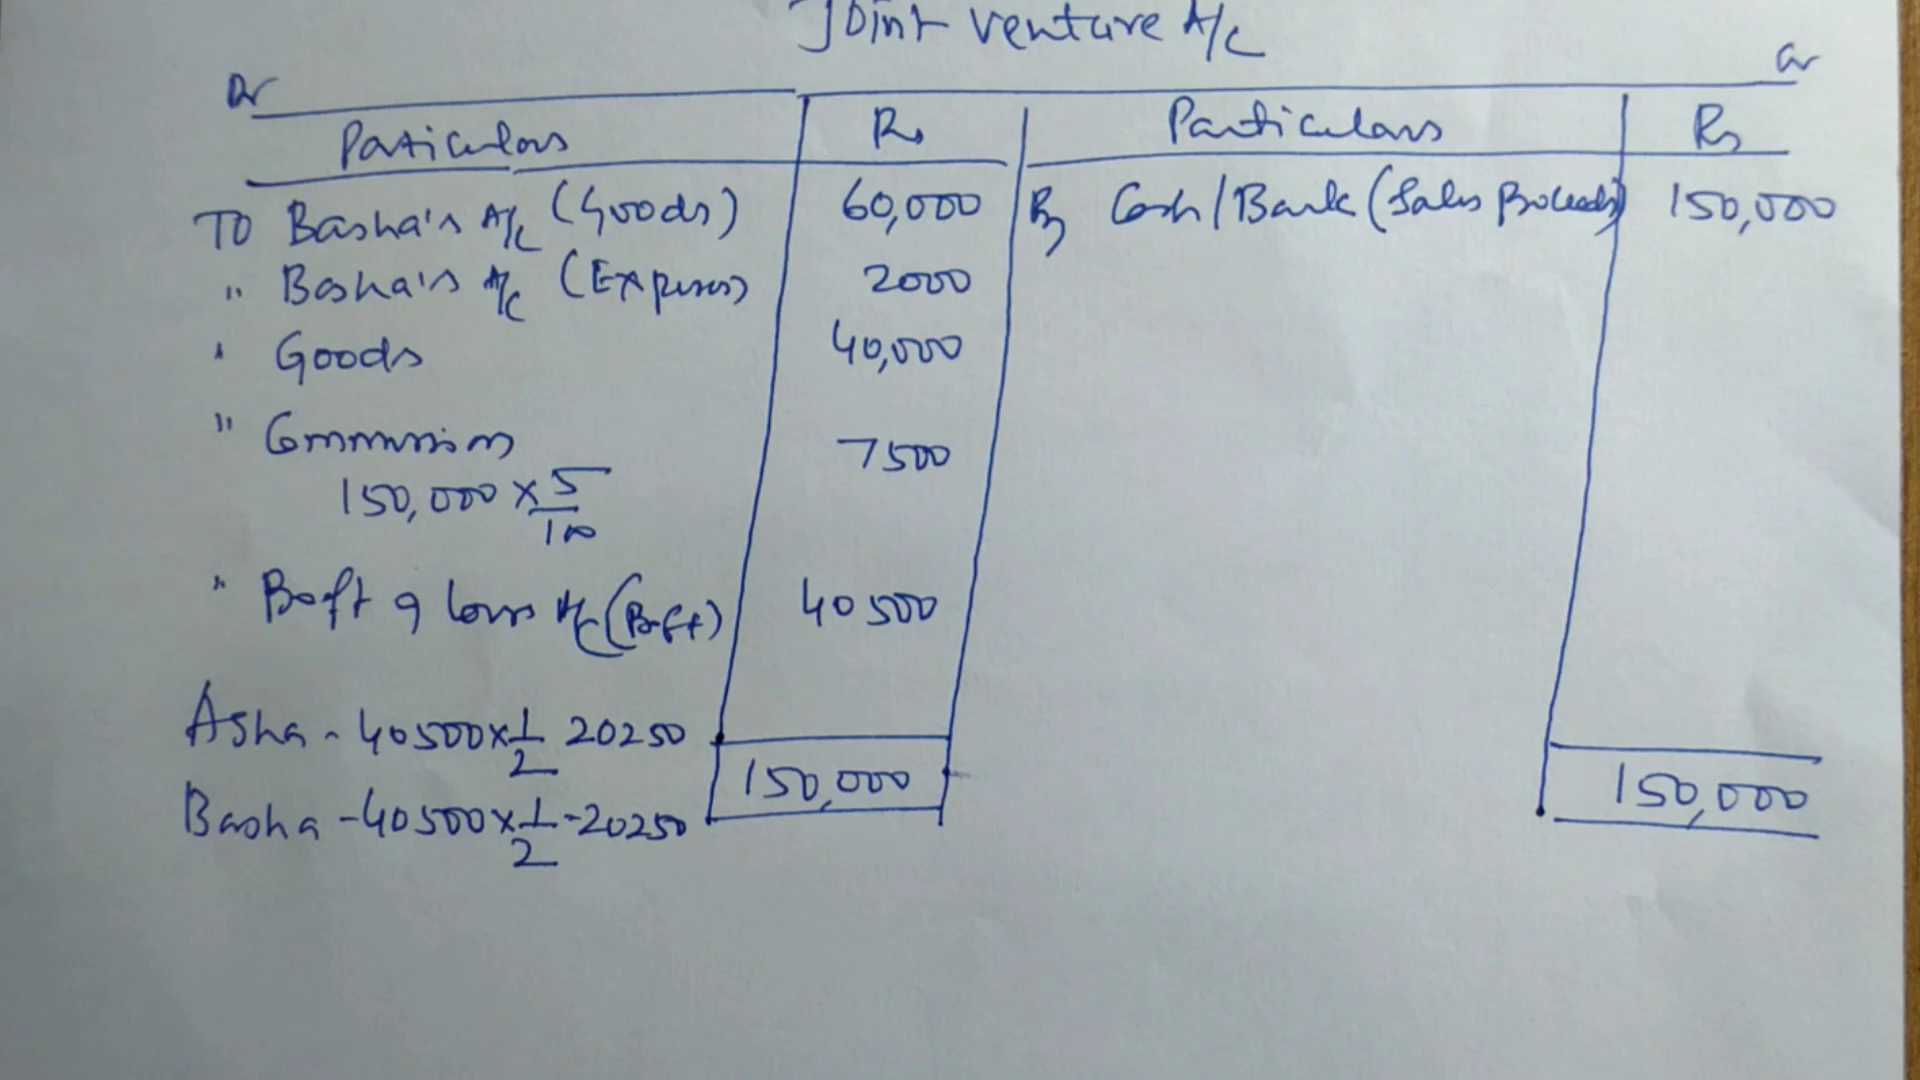 Joint venture A/c
Dr Cr
Paticulars Rs Particulars Rs
To Basha's A/c (Goods) 60,000 By Cash/Bank (Sales Proceeds) 150,000
" Basha's A/c (Expenses) 2000
" Goods 40,000
" Commission 7500
150,000 × 5/100
" Profit & Loss A/c (Profit) 40500
Asha - 40500 × 1/2 20250
150,000 150,000
Basha - 40500 × 1/2 - 20250